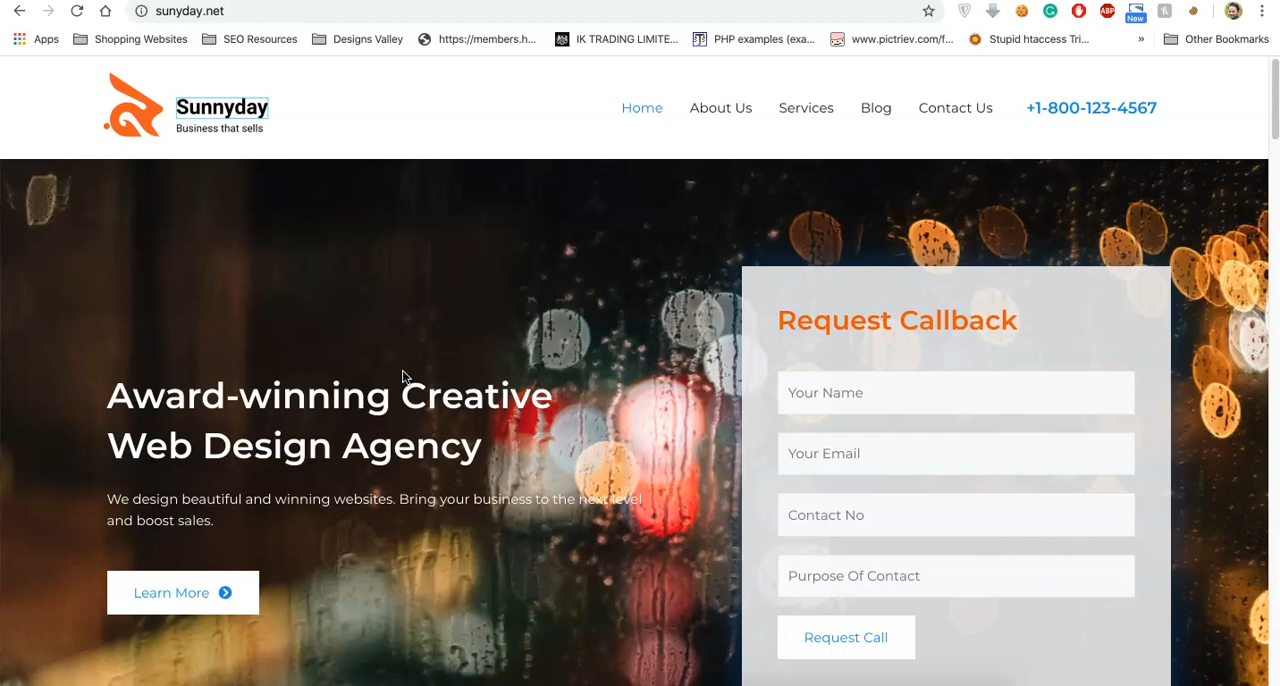 sunyday.net
ABP
New
Apps
Shopping Websites
SEO Resources
Designs Valley
https://members.h...
IK TRADING LIMITE...
PHP examples (exa...
www.pictriev.com/f...
Stupid htaccess Tri...
»
Other Bookmarks
Sunnyday
Business that sells
Home
About Us
Services
Blog
Contact Us
+1-800-123-4567
Award-winning Creative
Web Design Agency
We design beautiful and winning websites. Bring your business to the next level
and boost sales.
Learn More
Request Callback
Your Name
Your Email
Contact No
Purpose Of Contact
Request Call